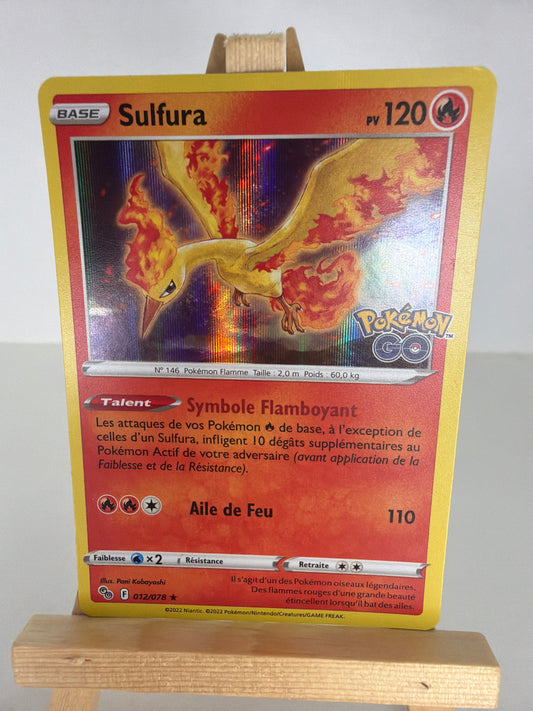 BASE Sulfura PV 120
Pokémon GO™
N° 146 Pokémon Flamme Taille : 2,0 m Poids : 60,0 kg
Talent Symbole Flamboyant
Les attaques de vos Pokémon de base, à l'exception de
celles d'un Sulfura, infligent 10 dégâts supplémentaires au
Pokémon Actif de votre adversaire (avant application de la
Faiblesse et de la Résistance).
Aile de Feu 110
Faiblesse ×2 Résistance Retraite
Illus. Pani Kobayashi
GO F 012/078 ★
Il s'agit d'un des Pokémon oiseaux légendaires.
Des flammes rouges d'une grande beauté
étincellent lorsqu'il bat des ailes.
©2022 Niantic. ©2022 Pokémon/Nintendo/Creatures/GAME FREAK.